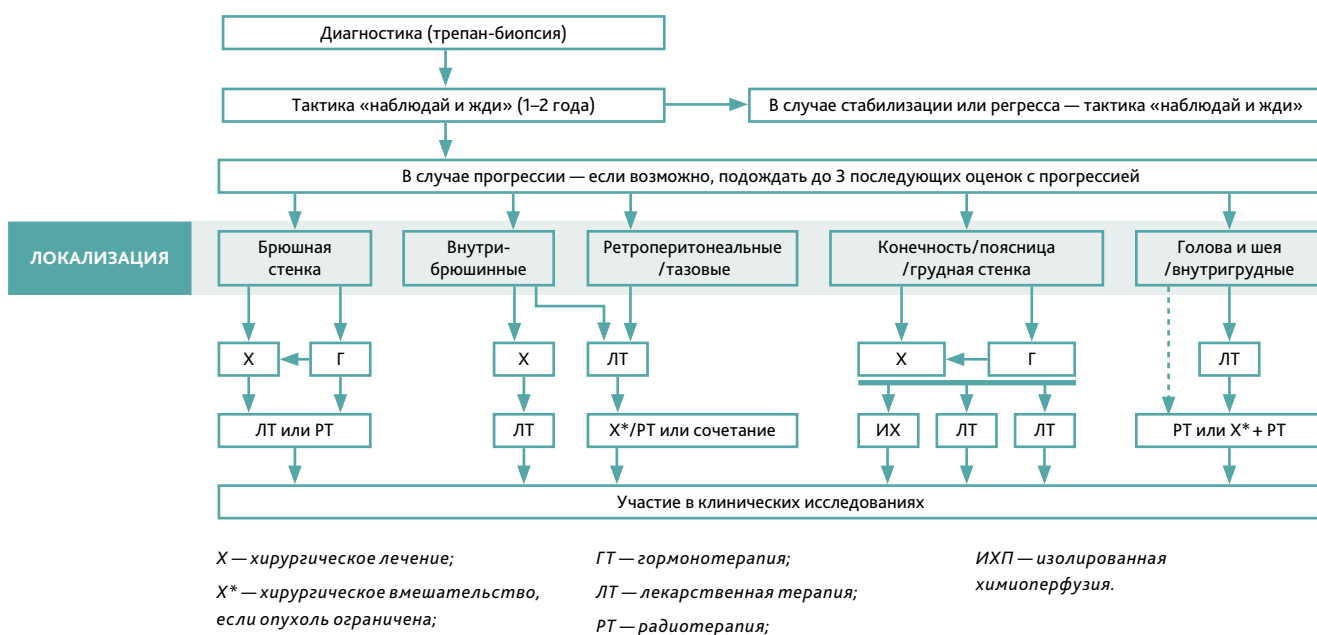 Диагностика (трепан-биопсия)
Тактика «наблюдай и жди» (1–2 года)
В случае стабилизации или регресса — тактика «наблюдай и жди»
В случае прогрессии — если возможно, подождать до 3 последующих оценок с прогрессией
ЛОКАЛИЗАЦИЯ
Брюшная
стенка
Внутри-
брюшинные
Ретроперитонеальные
/тазовые
Конечность/поясница
/грудная стенка
Голова и шея
/внутригрудные
Х
Г
Х
ЛТ
Х
Г
ЛТ
ЛТ или РТ
ЛТ
Х*/РТ или сочетание
ИХ
ЛТ
ЛТ
РТ или Х* + РТ
Участие в клинических исследованиях
Х — хирургическое лечение;
Х* — хирургическое вмешательство,
если опухоль ограничена;
ГТ — гормонотерапия;
ЛТ — лекарственная терапия;
РТ — радиотерапия;
ИХП — изолированная
химиоперфузия.